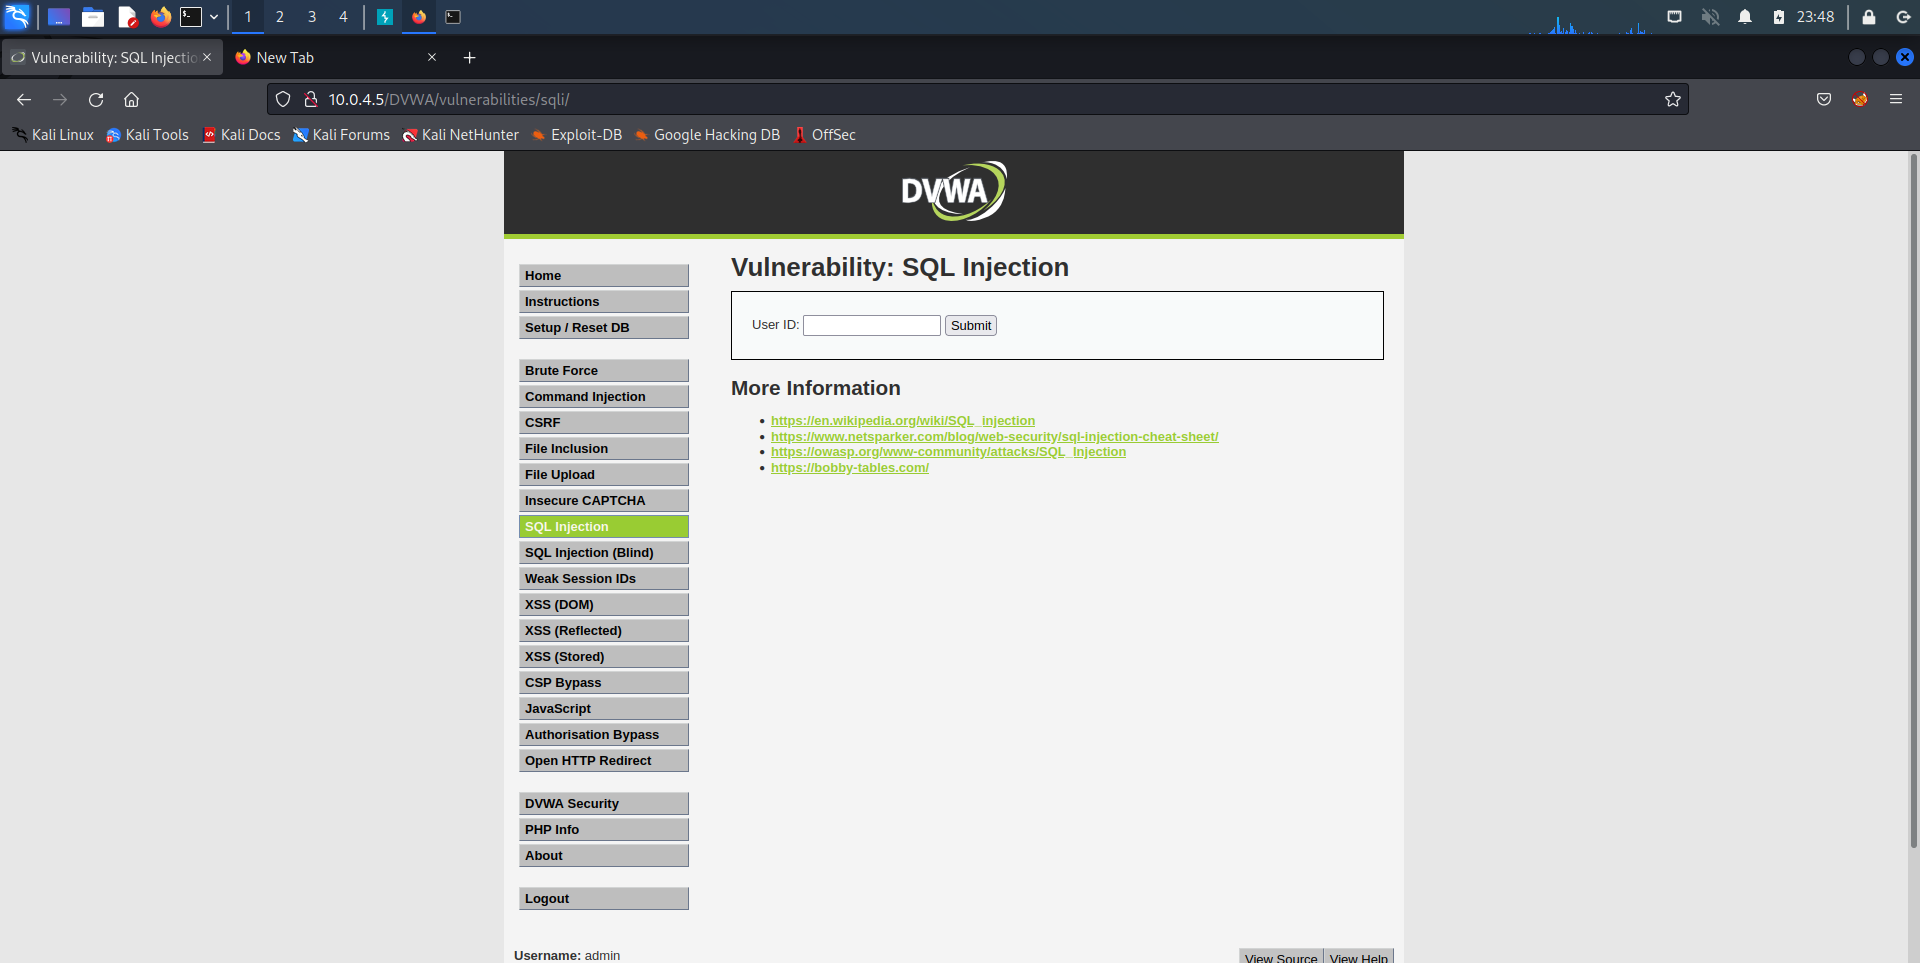 1 2 3 4 23:48
Vulnerability: SQL Injectio New Tab
10.0.4.5/DVWA/vulnerabilities/sqli/
Kali Linux Kali Tools Kali Docs Kali Forums Kali NetHunter Exploit-DB Google Hacking DB OffSec
DVWA
Home
Instructions
Setup / Reset DB
Brute Force
Command Injection
CSRF
File Inclusion
File Upload
Insecure CAPTCHA
SQL Injection
SQL Injection (Blind)
Weak Session IDs
XSS (DOM)
XSS (Reflected)
XSS (Stored)
CSP Bypass
JavaScript
Authorisation Bypass
Open HTTP Redirect
DVWA Security
PHP Info
About
Logout
Vulnerability: SQL Injection
User ID: Submit
More Information
https://en.wikipedia.org/wiki/SQL_injection
https://www.netsparker.com/blog/web-security/sql-injection-cheat-sheet/
https://owasp.org/www-community/attacks/SQL_Injection
https://bobby-tables.com/
Username: admin
View Source View Help